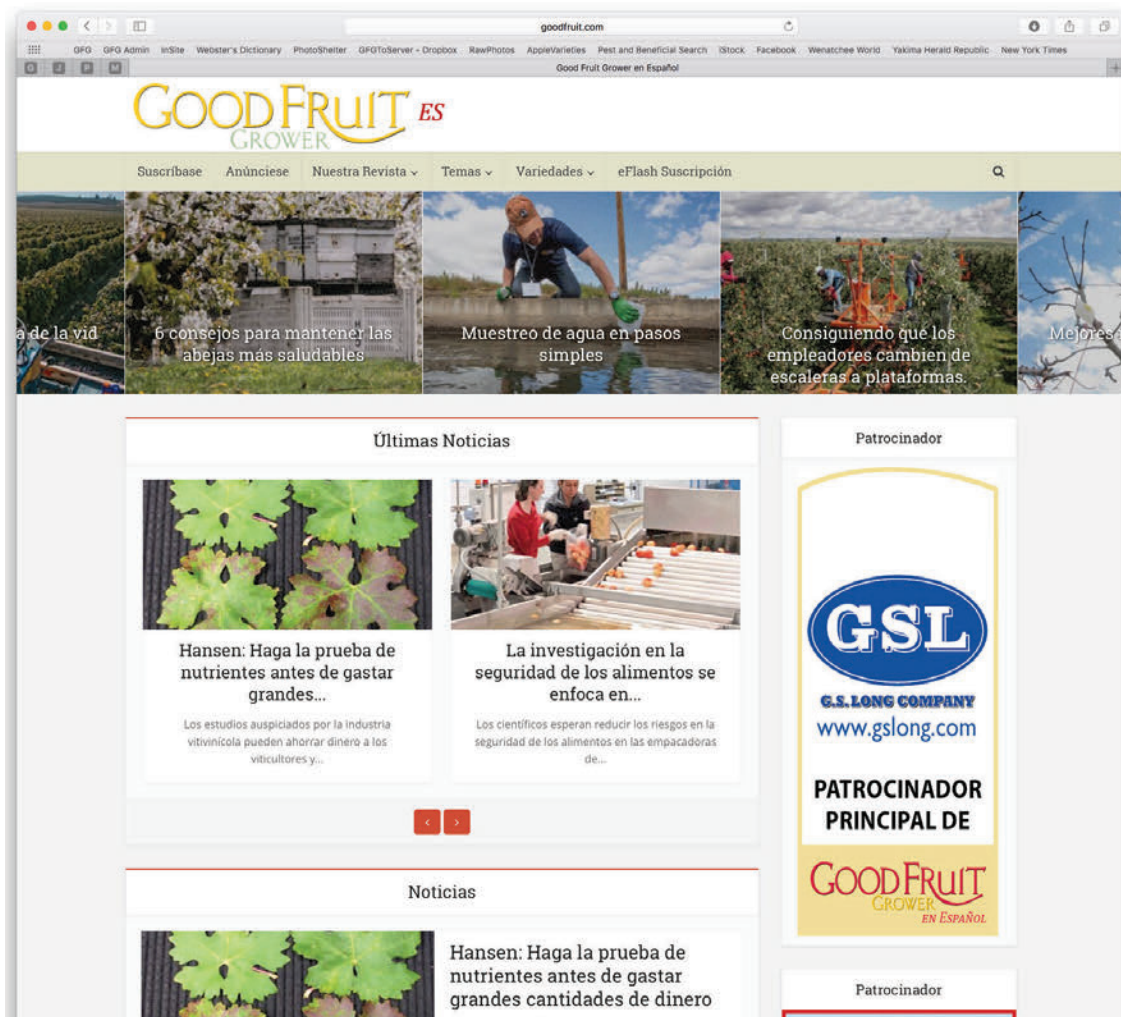 goodfruit.com
GFG GFG Admin InSite Webster's Dictionary PhotoShelter GFGToServer - Dropbox RawPhotos AppleVarieties Pest and Beneficial Search iStock Facebook Wenatchee World Yakima Herald Republic New York Times
G J P M
Good Fruit Grower en Español
GOOD FRUIT ES
GROWER
Suscríbase Anúnciese Nuestra Revista Temas Variedades eFlash Suscripción
de la vid
6 consejos para mantener las
abejas más saludables
Muestreo de agua en pasos
simples
Consiguiendo que los
empleadores cambien de
escaleras a plataformas.
Mejores
Últimas Noticias
Hansen: Haga la prueba de
nutrientes antes de gastar
grandes...
Los estudios auspiciados por la industria
vitivinícola pueden ahorrar dinero a los
viticultores y...
La investigación en la
seguridad de los alimentos se
enfoca en...
Los científicos esperan reducir los riesgos en la
seguridad de los alimentos en las empacadoras
de...
Patrocinador
GSL
G.S. LONG COMPANY
www.gslong.com
PATROCINADOR
PRINCIPAL DE
GOOD FRUIT
GROWER
EN ESPAÑOL
Noticias
Hansen: Haga la prueba de
nutrientes antes de gastar
grandes cantidades de dinero
Patrocinador